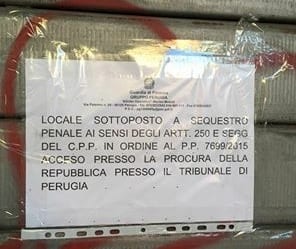 Guardia di Finanza
GRUPPO PERUGIA
LOCALE SOTTOPOSTO A SEQUESTRO
PENALE AI SENSI DEGLI ARTT. 250 E SEGG
DEL C.P.P. IN ORDINE AL P.P. 7699/2015
ACCESO PRESSO LA PROCURA DELLA
REPUBBLICA PRESSO IL TRIBUNALE DI
PERUGIA